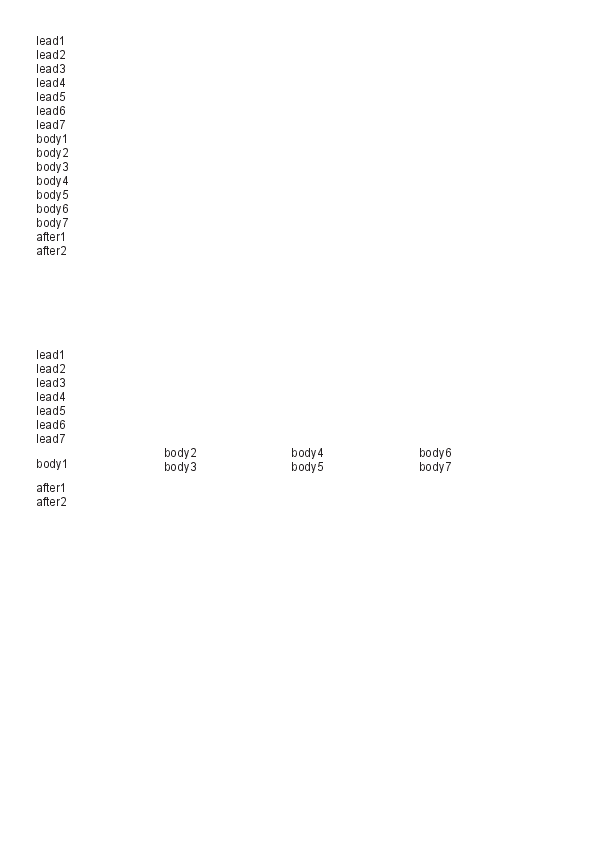 lead1
lead2
lead3
lead4
lead5
lead6
lead7
body1
body2
body3
body4
body5
body6
body7
after1
after2
lead1
lead2
lead3
lead4
lead5
lead6
lead7
body1
body2
body3
body4
body5
body6
body7
after1
after2